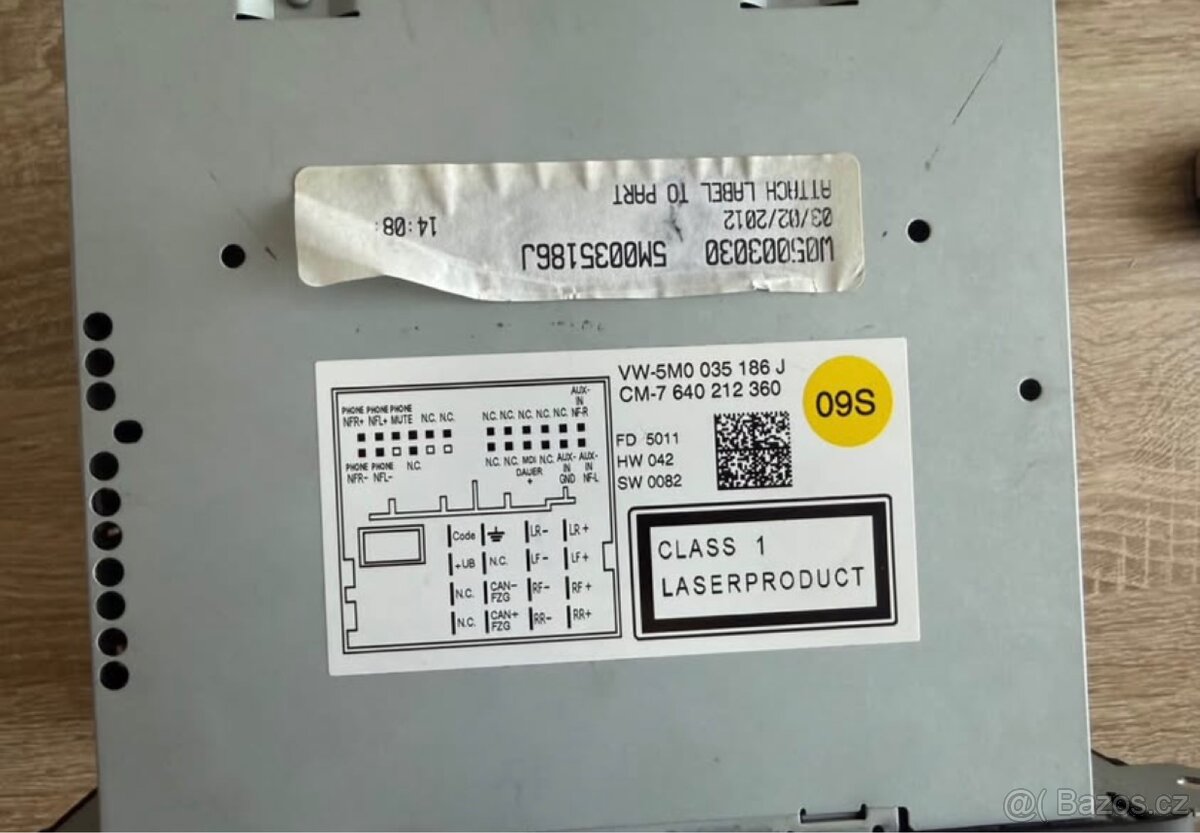 ATTACH LABEL TO PART
03/02/2012 14:08:
W050003030 5M0035186J
VW-5M0 035 186 J
CM-7 640 212 360
09S
FD 5011
HW 042
SW 0082
CLASS 1
LASERPRODUCT
PHONE PHONE PHONE
NFR+ NFL+ MUTE N.C. N.C.
PHONE PHONE N.C.
NFR- NFL-
AUX-
IN
N.C. N.C. N.C. N.C. N.C. NF-R
N.C. N.C. MDI N.C. AUX- AUX-
DAUER IN IN
+ GND NF-L
Code LR- LR+
+UB N.C. LF- LF+
N.C. CAN- FZG RF- RF+
N.C. CAN+ FZG RR- RR+
@( Bazos.cz